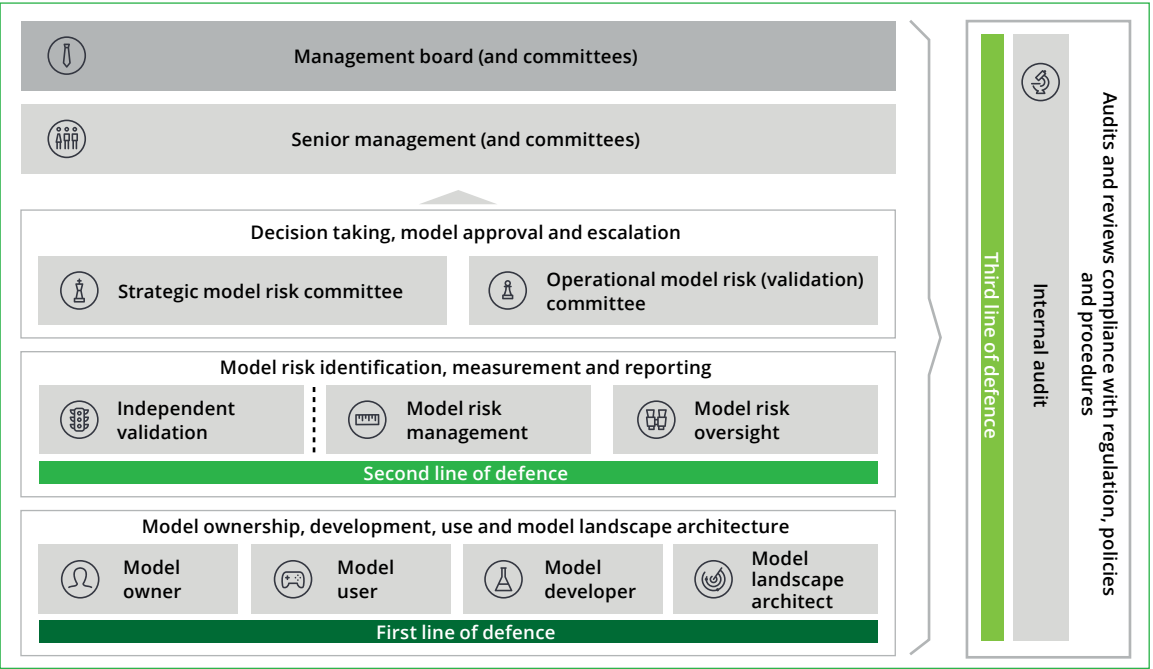 Management board (and committees)
Senior management (and committees)
Decision taking, model approval and escalation
Strategic model risk committee
Operational model risk (validation)
committee
Model risk identification, measurement and reporting
Independent
validation
Model risk
management
Model risk
oversight
Second line of defence
Model ownership, development, use and model landscape architecture
Model
owner
Model
user
Model
developer
Model
landscape
architect
First line of defence
Third line of defence
Internal audit
Audits and reviews compliance with regulation, policies
and procedures